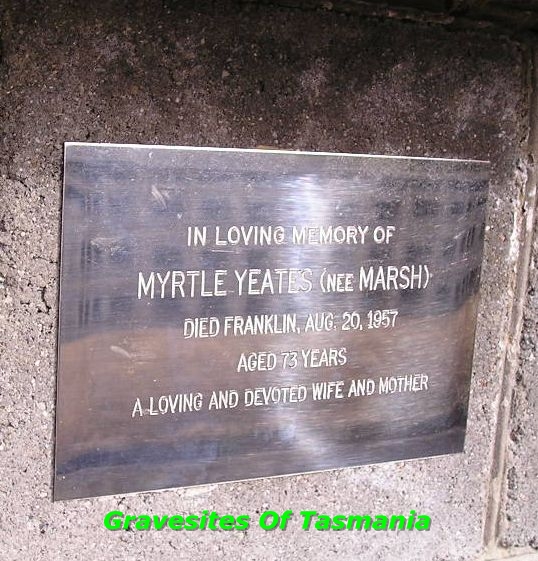 IN LOVING MEMORY OF
MYRTLE YEATES (NEE MARSH)
DIED FRANKLIN, AUG. 20, 1957
AGED 73 YEARS
A LOVING AND DEVOTED WIFE AND MOTHER
Gravesites Of Tasmania